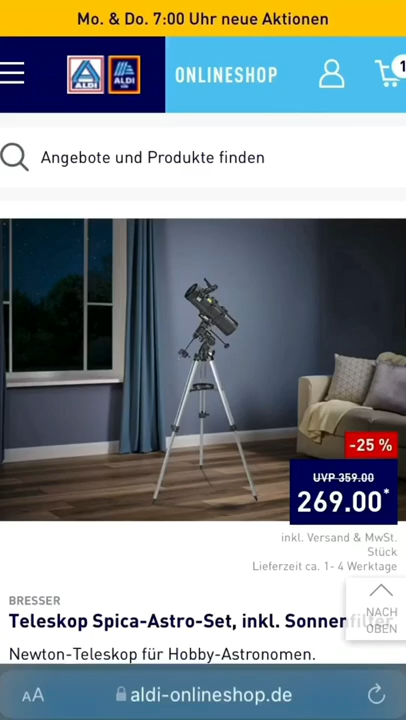 Mo. & Do. 7:00 Uhr neue Aktionen
ALDI
ALDI
SÜD
ONLINESHOP
1
Angebote und Produkte finden
-25 %
UVP 359.00
269.00*
inkl. Versand & MwSt.
Stück
Lieferzeit ca. 1- 4 Werktage
BRESSER
NACH
OBEN
Teleskop Spica-Astro-Set, inkl. Sonnenfilter,
Newton-Teleskop für Hobby-Astronomen.
AA
aldi-onlineshop.de